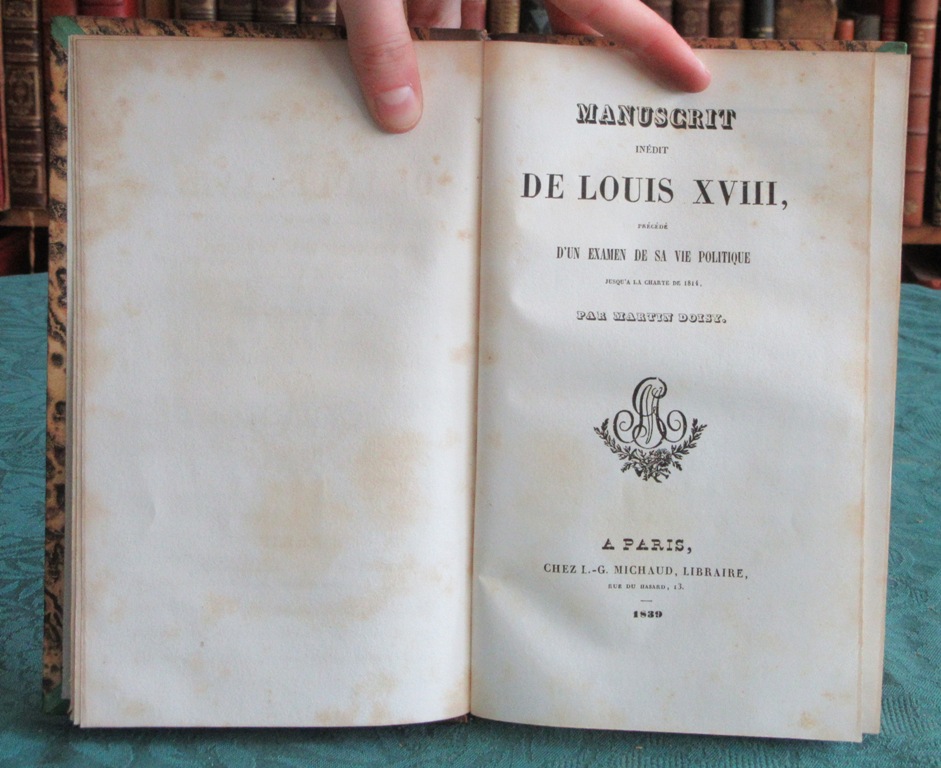 MANUSCRIT
INÉDIT
DE LOUIS XVIII,
PRÉCÉDÉ
D'UN EXAMEN DE SA VIE POLITIQUE
JUSQU'A LA CHARTE DE 1814,
PAR MARTIN DOISY.
A PARIS,
CHEZ L.-G. MICHAUD, LIBRAIRE,
RUE DU HASARD, 13.
1839